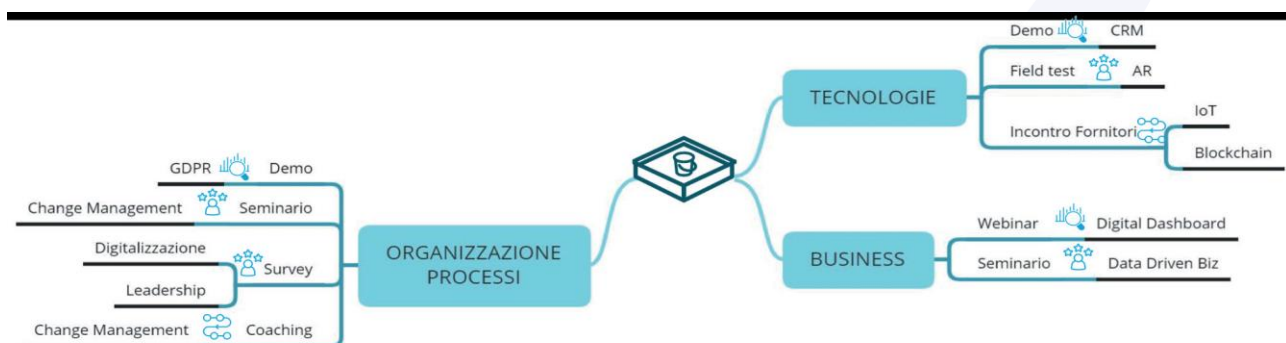 Demo CRM
TECNOLOGIE
Field test AR
Incontro Fornitori
IoT
Blockchain
GDPR Demo
Change Management Seminario
Digitalizzazione
Survey
Leadership
Change Management Coaching
ORGANIZZAZIONE
PROCESSI
BUSINESS
Webinar Digital Dashboard
Seminario Data Driven Biz